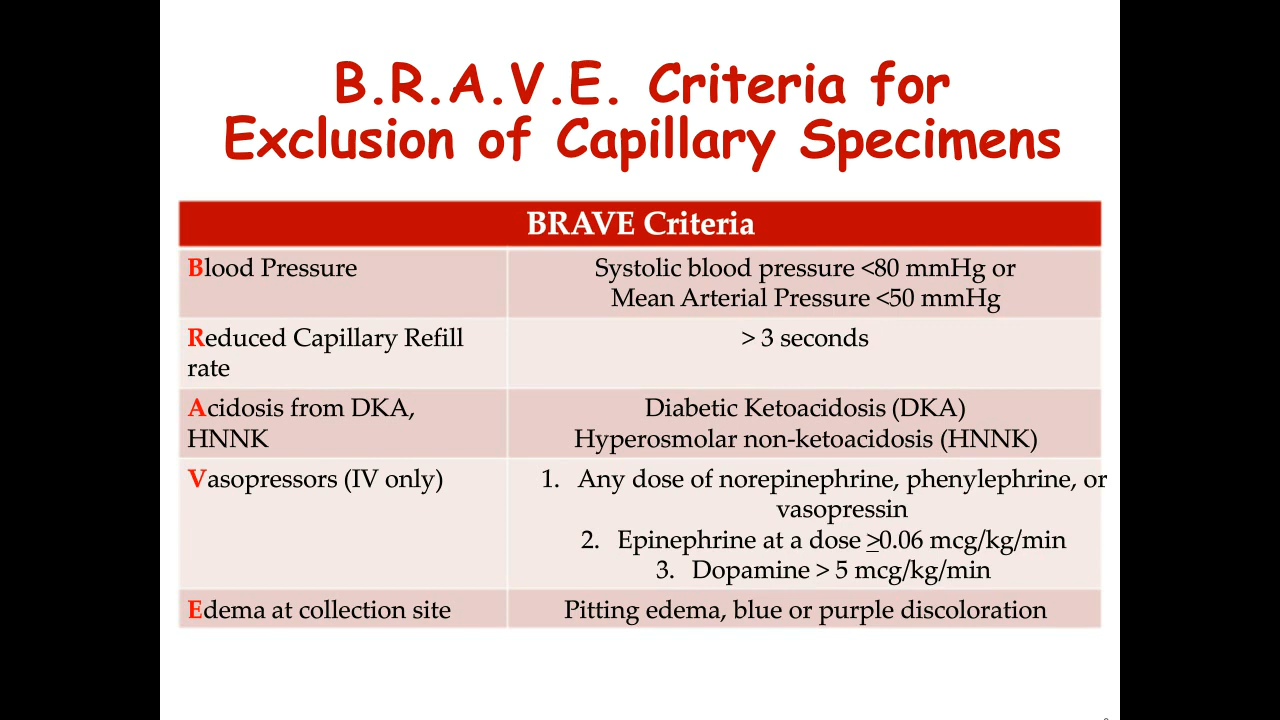 B.R.A.V.E. Criteria for
Exclusion of Capillary Specimens
BRAVE Criteria
Blood Pressure
Systolic blood pressure <80 mmHg or
Mean Arterial Pressure <50 mmHg
Reduced Capillary Refill
rate
> 3 seconds
Acidosis from DKA,
HNNK
Diabetic Ketoacidosis (DKA)
Hyperosmolar non-ketoacidosis (HNNK)
Vasopressors (IV only)
1. Any dose of norepinephrine, phenylephrine, or
vasopressin
2. Epinephrine at a dose ≥0.06 mcg/kg/min
3. Dopamine > 5 mcg/kg/min
Edema at collection site
Pitting edema, blue or purple discoloration